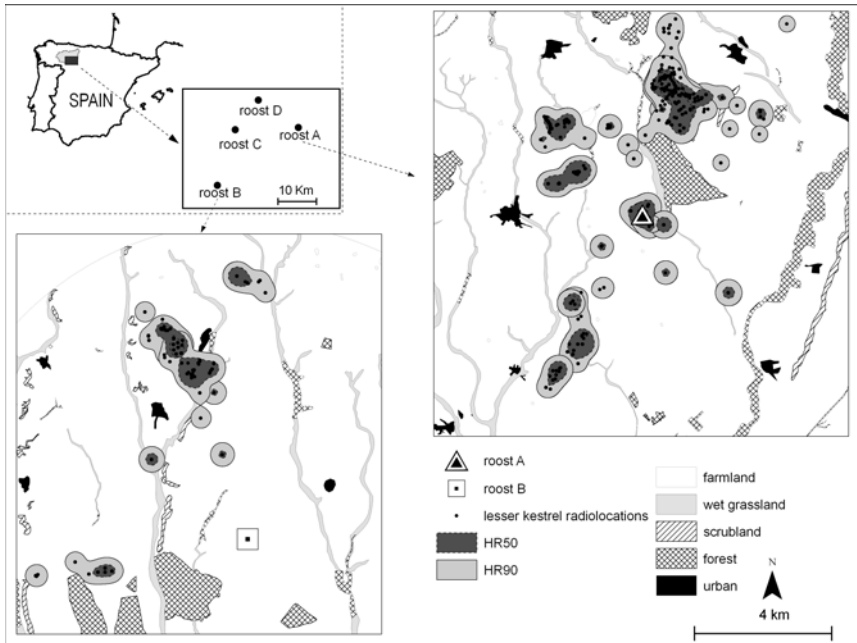 SPAIN
roost D
roost C
roost A
roost B
10 Km
roost A
roost B
lesser kestrel radiolocations
HR50
HR90
farmland
wet grassland
scrubland
forest
urban
N
4 km